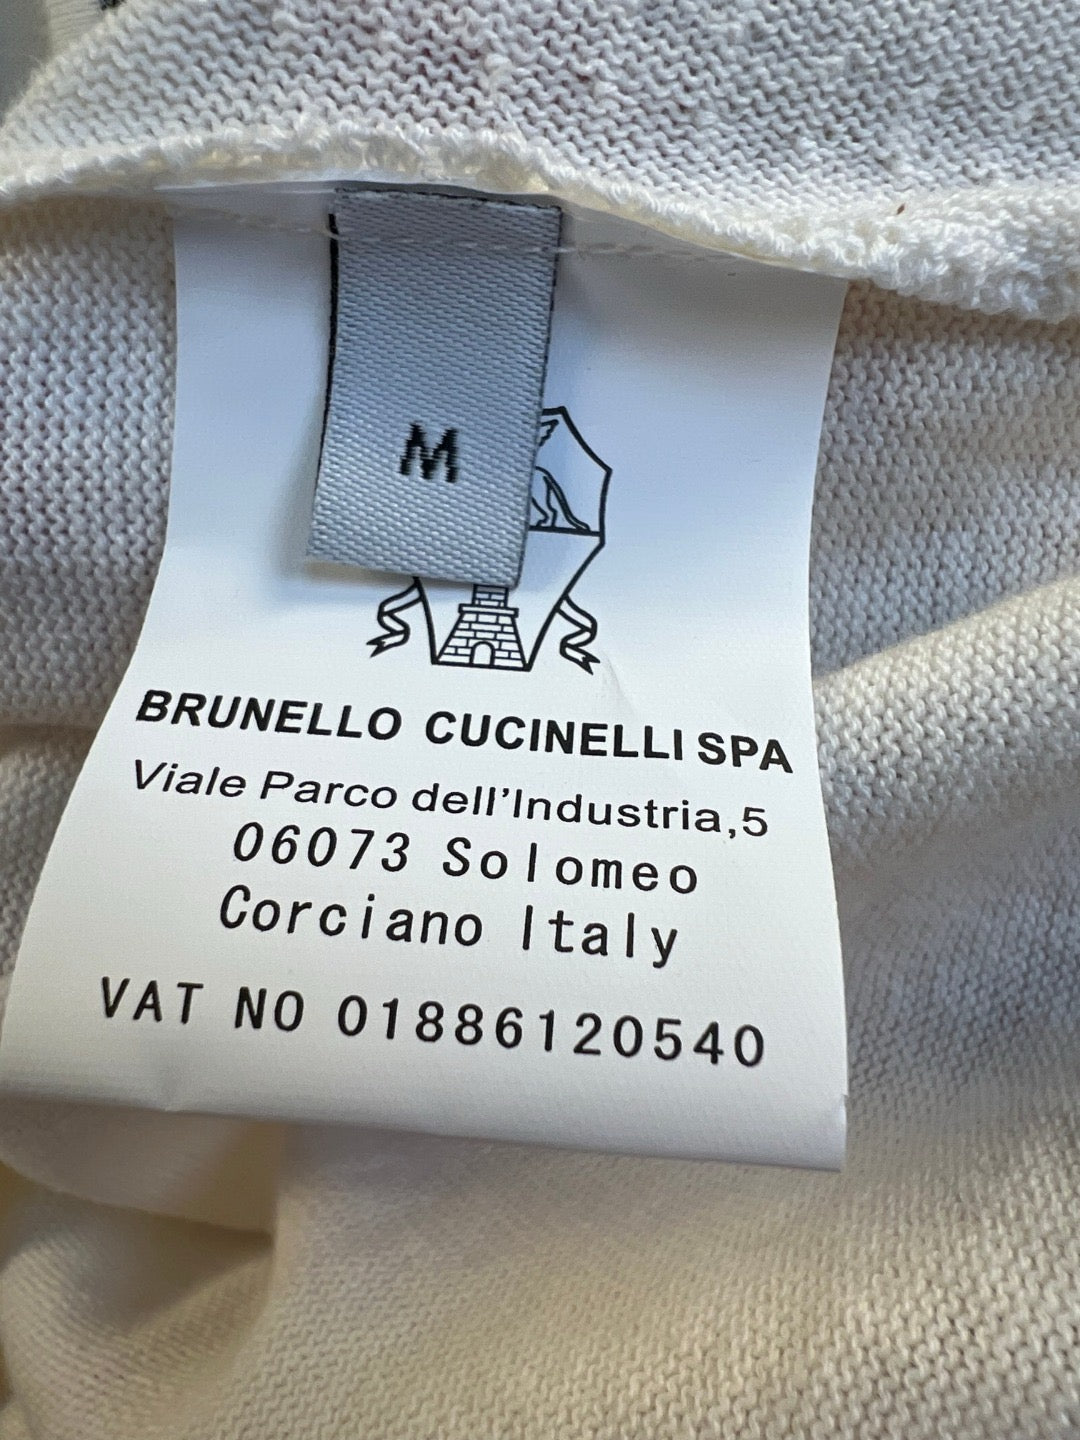 M
BRUNELLO CUCINELLI SPA
Viale Parco dell'Industria,5
06073 Solomeo
Corciano Italy
VAT NO 01886120540